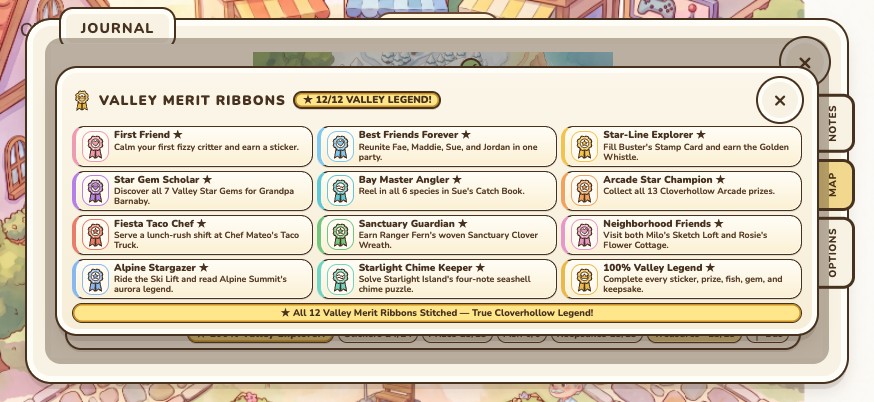 JOURNAL
VALLEY MERIT RIBBONS
★ 12/12 VALLEY LEGEND!
First Friend ★
Calm your first fizzy critter and earn a sticker.
Best Friends Forever ★
Reunite Fae, Maddie, Sue, and Jordan in one
party.
Star-Line Explorer ★
Fill Buster's Stamp Card and earn the Golden
Whistle.
Star Gem Scholar ★
Discover all 7 Valley Star Gems for Grandpa
Barnaby.
Bay Master Angler ★
Reel in all 6 species in Sue's Catch Book.
Arcade Star Champion ★
Collect all 13 Cloverhollow Arcade prizes.
Fiesta Taco Chef ★
Serve a lunch-rush shift at Chef Mateo's Taco
Truck.
Sanctuary Guardian ★
Earn Ranger Fern's woven Sanctuary Clover
Wreath.
Neighborhood Friends ★
Visit both Milo's Sketch Loft and Rosie's
Flower Cottage.
Alpine Stargazer ★
Ride the Ski Lift and read Alpine Summit's
aurora legend.
Starlight Chime Keeper ★
Solve Starlight Island's four-note seashell
chime puzzle.
100% Valley Legend ★
Complete every sticker, prize, fish, gem, and
keepsake.
★ All 12 Valley Merit Ribbons Stitched — True Cloverhollow Legend!
NOTES
MAP
OPTIONS